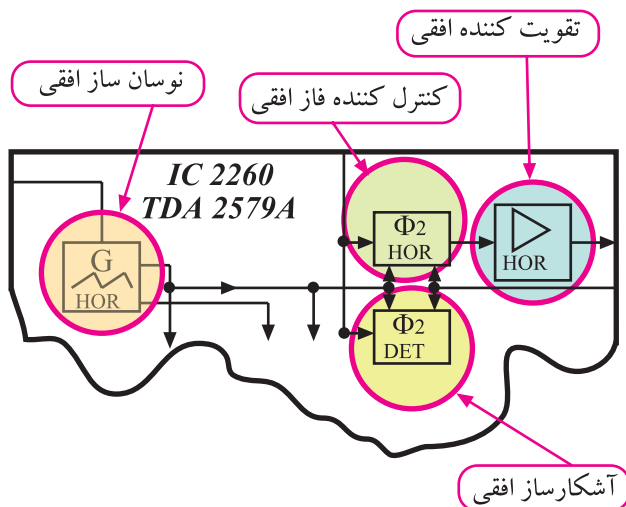 تقویت کننده افقی
نوسان ساز افقی
کنترل کننده فاز افقی
IC 2260
TDA 2579A
Φ2
HOR
HOR
G
HOR
Φ2
DET
آشکارساز افقی